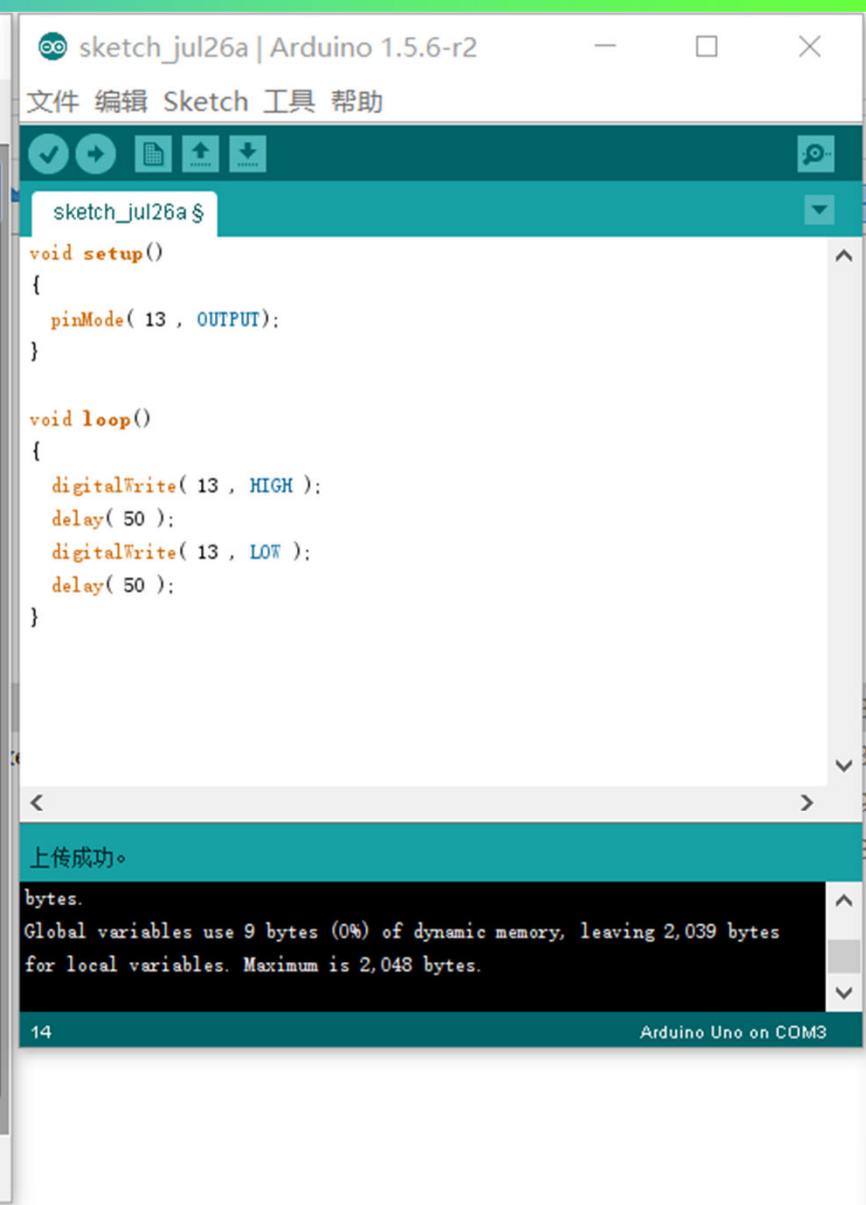 sketch_jul26a | Arduino 1.5.6-r2
文件 编辑 Sketch 工具 帮助
sketch_jul26a §
void setup()
{
  pinMode( 13 , OUTPUT);
}
void loop()
{
  digitalWrite( 13 , HIGH );
  delay( 50 );
  digitalWrite( 13 , LOW );
  delay( 50 );
}
上传成功。
bytes.
Global variables use 9 bytes (0%) of dynamic memory, leaving 2,039 bytes
for local variables. Maximum is 2,048 bytes.
14 Arduino Uno on COM3